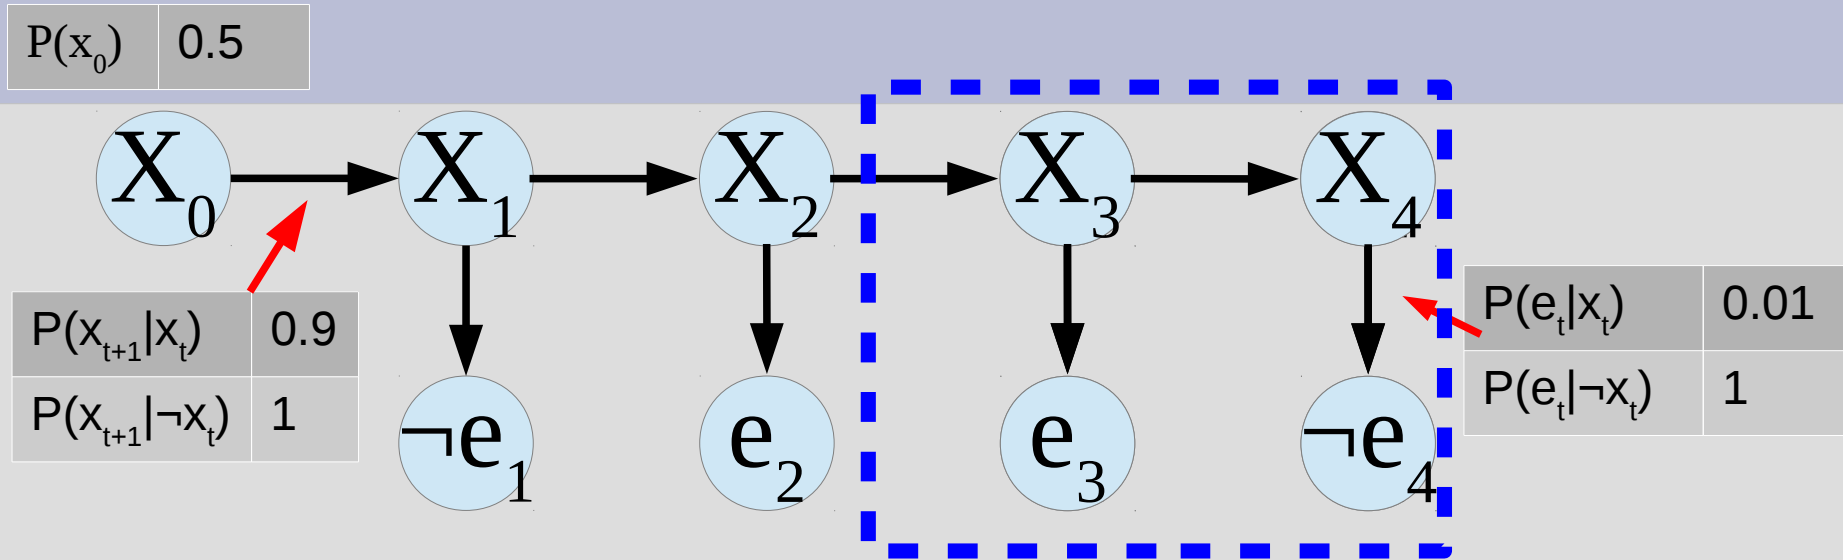 P(x₀) 0.5
X₀ X₁ X₂ X₃ X₄
P(xₜ₊₁|xₜ) 0.9
P(xₜ₊₁|¬xₜ) 1
P(eₜ|xₜ) 0.01
P(eₜ|¬xₜ) 1
¬e₁ e₂ e₃ ¬e₄